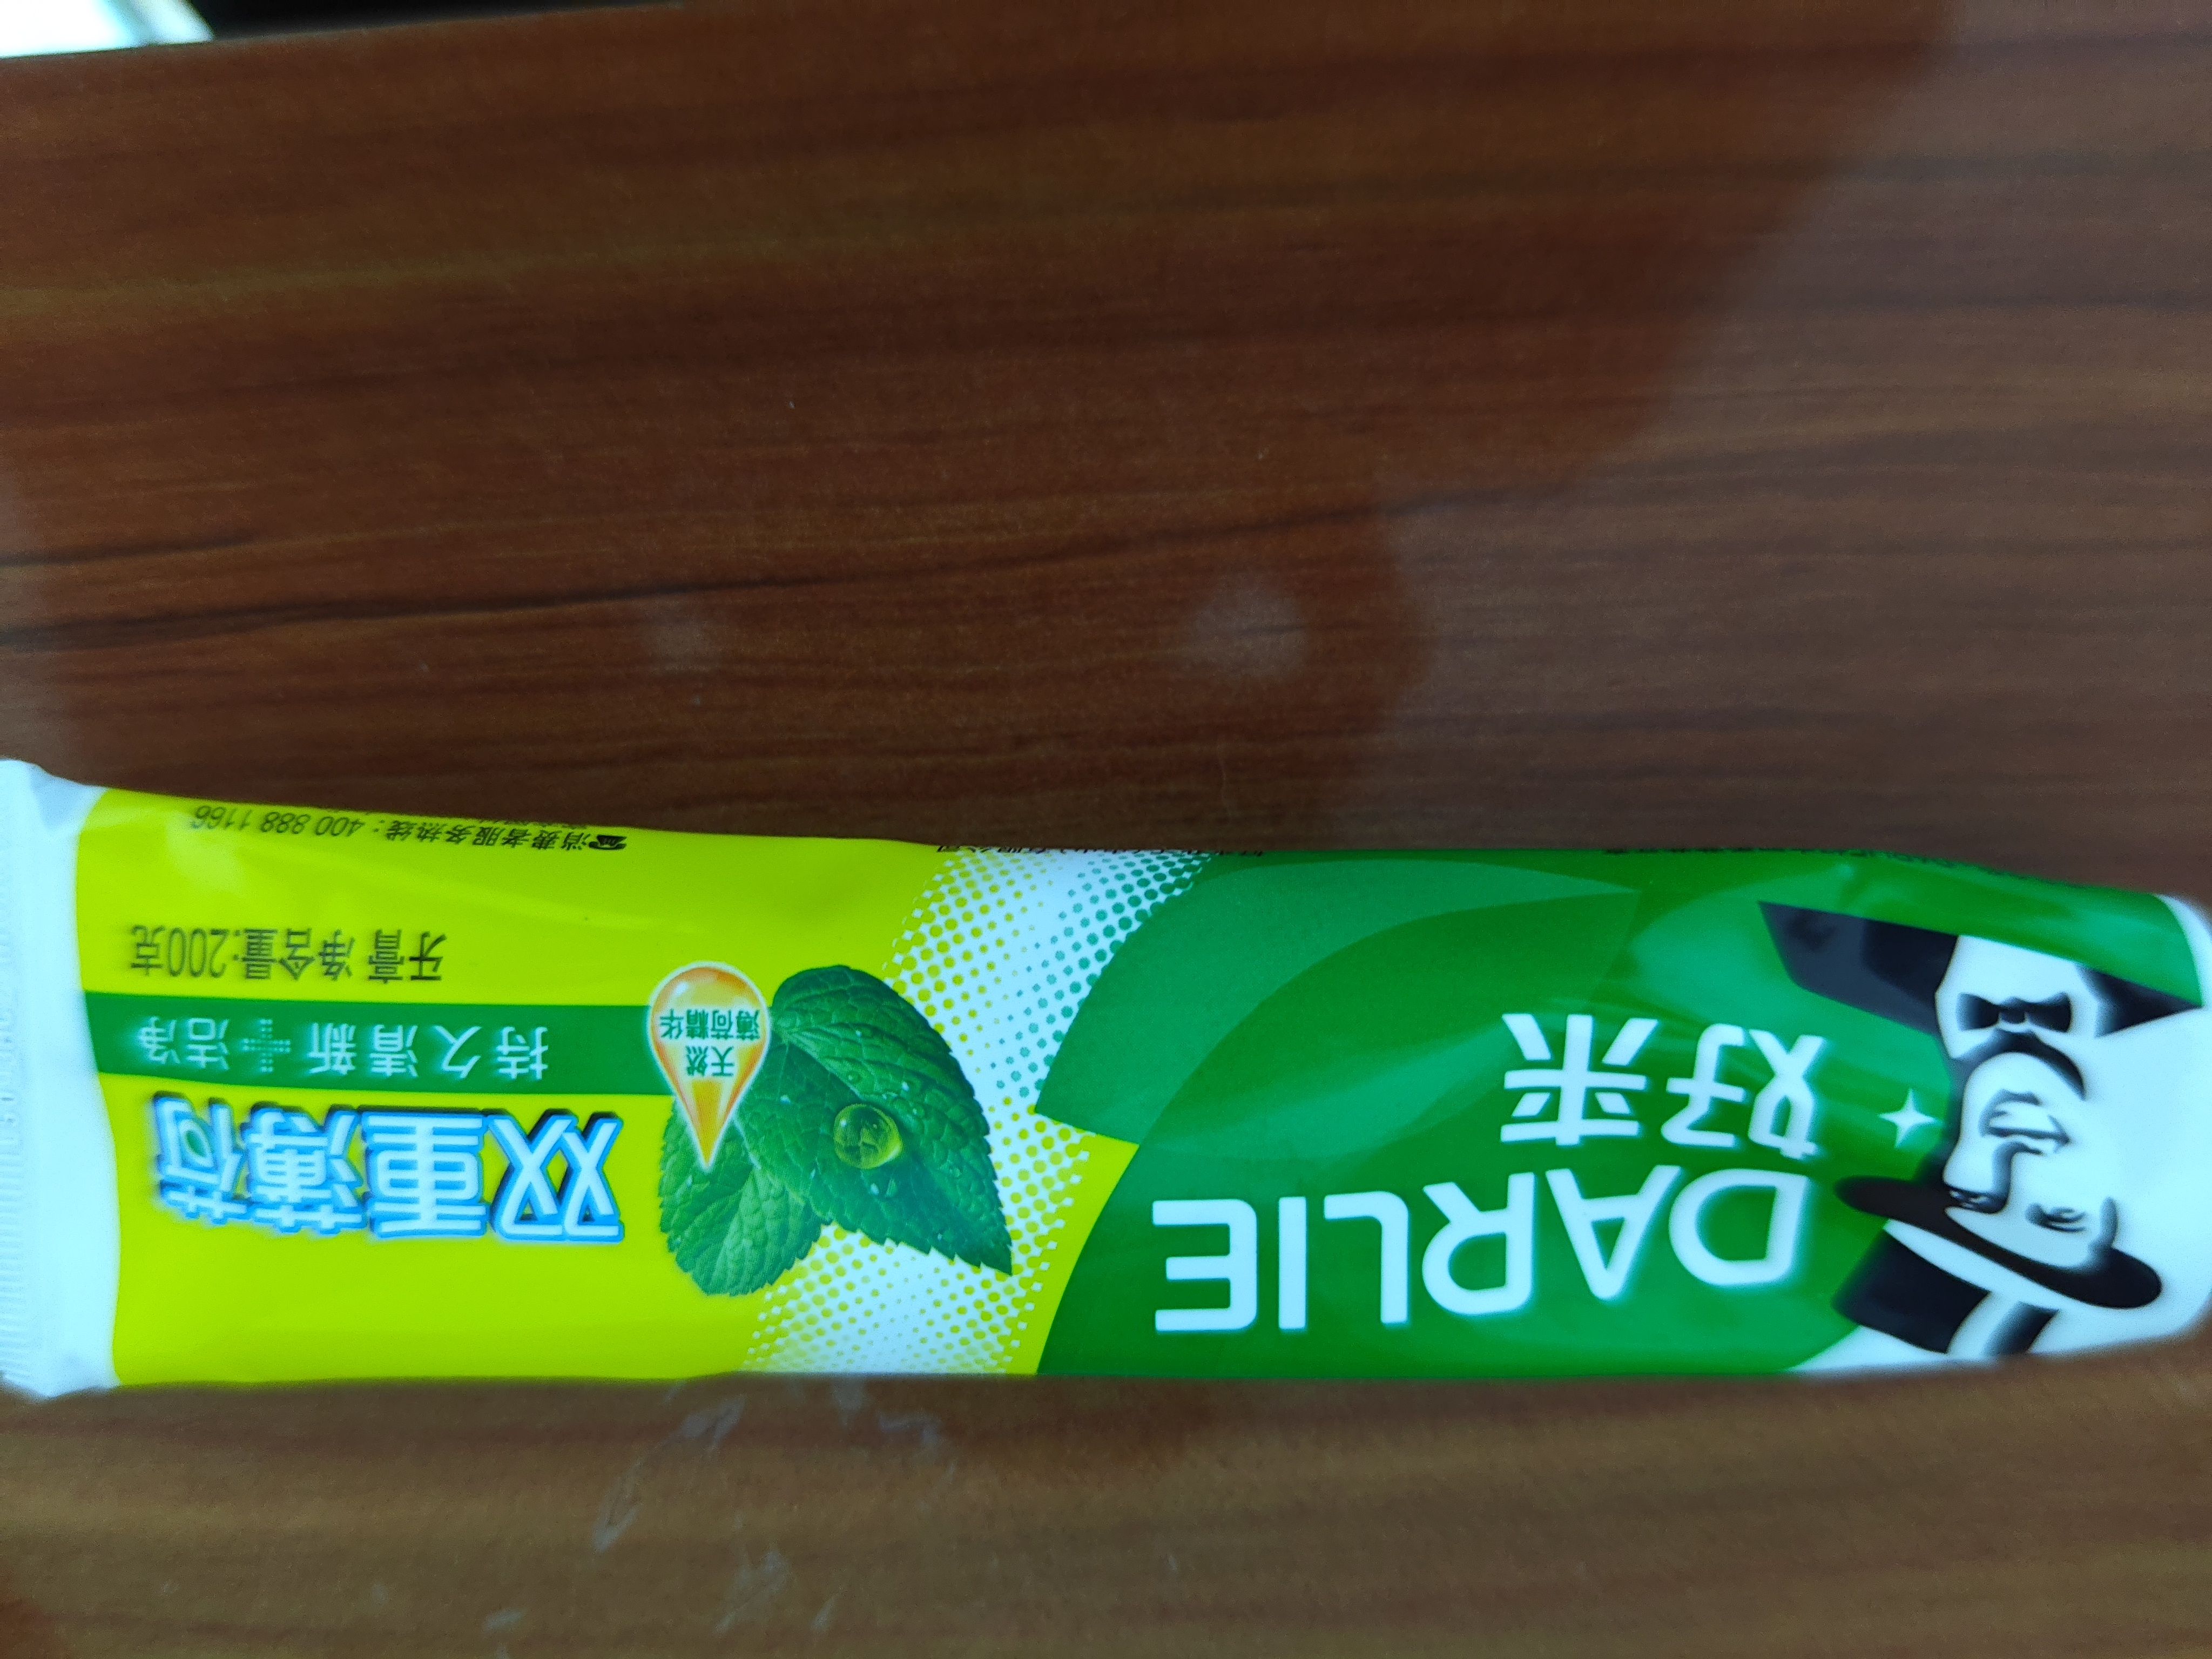 DARLIE
好来
天然
薄荷精华
双重薄荷
持久清新 洁净
牙膏 净含量:200克
消费者服务热线：400 888 1166